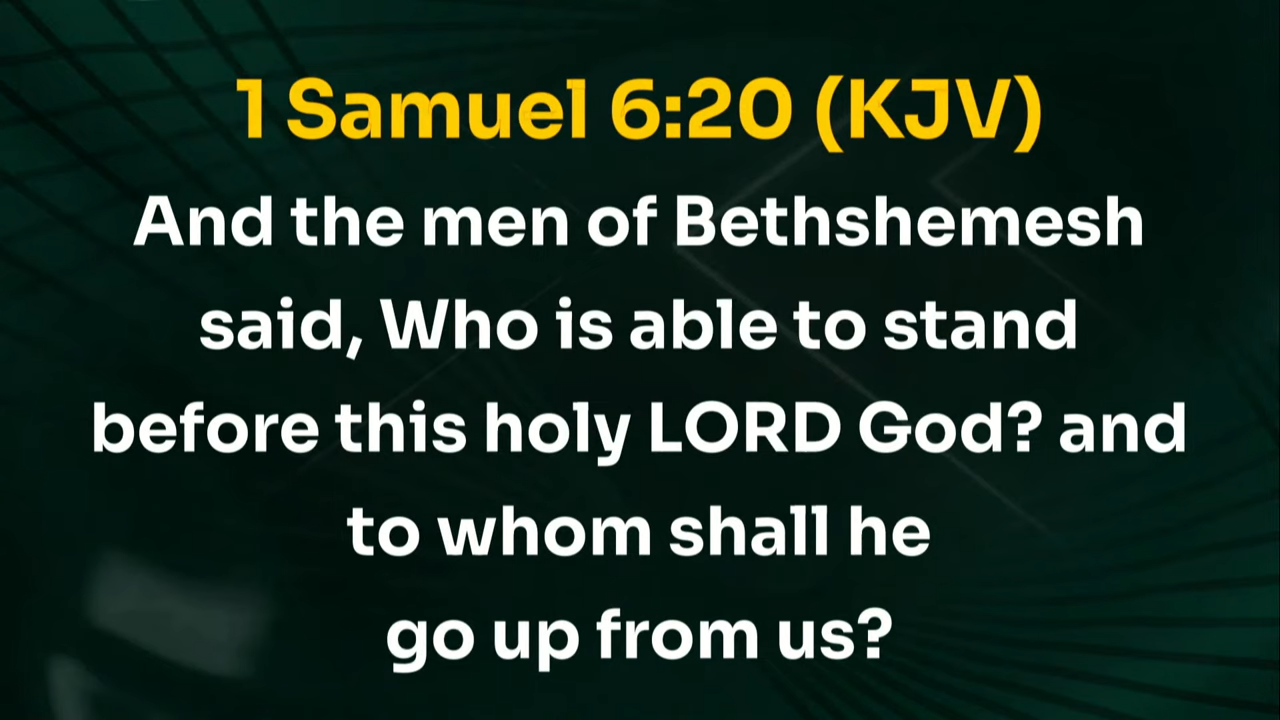 1 Samuel 6:20 (KJV)
And the men of Bethshemesh
said, Who is able to stand
before this holy LORD God? and
to whom shall he
go up from us?